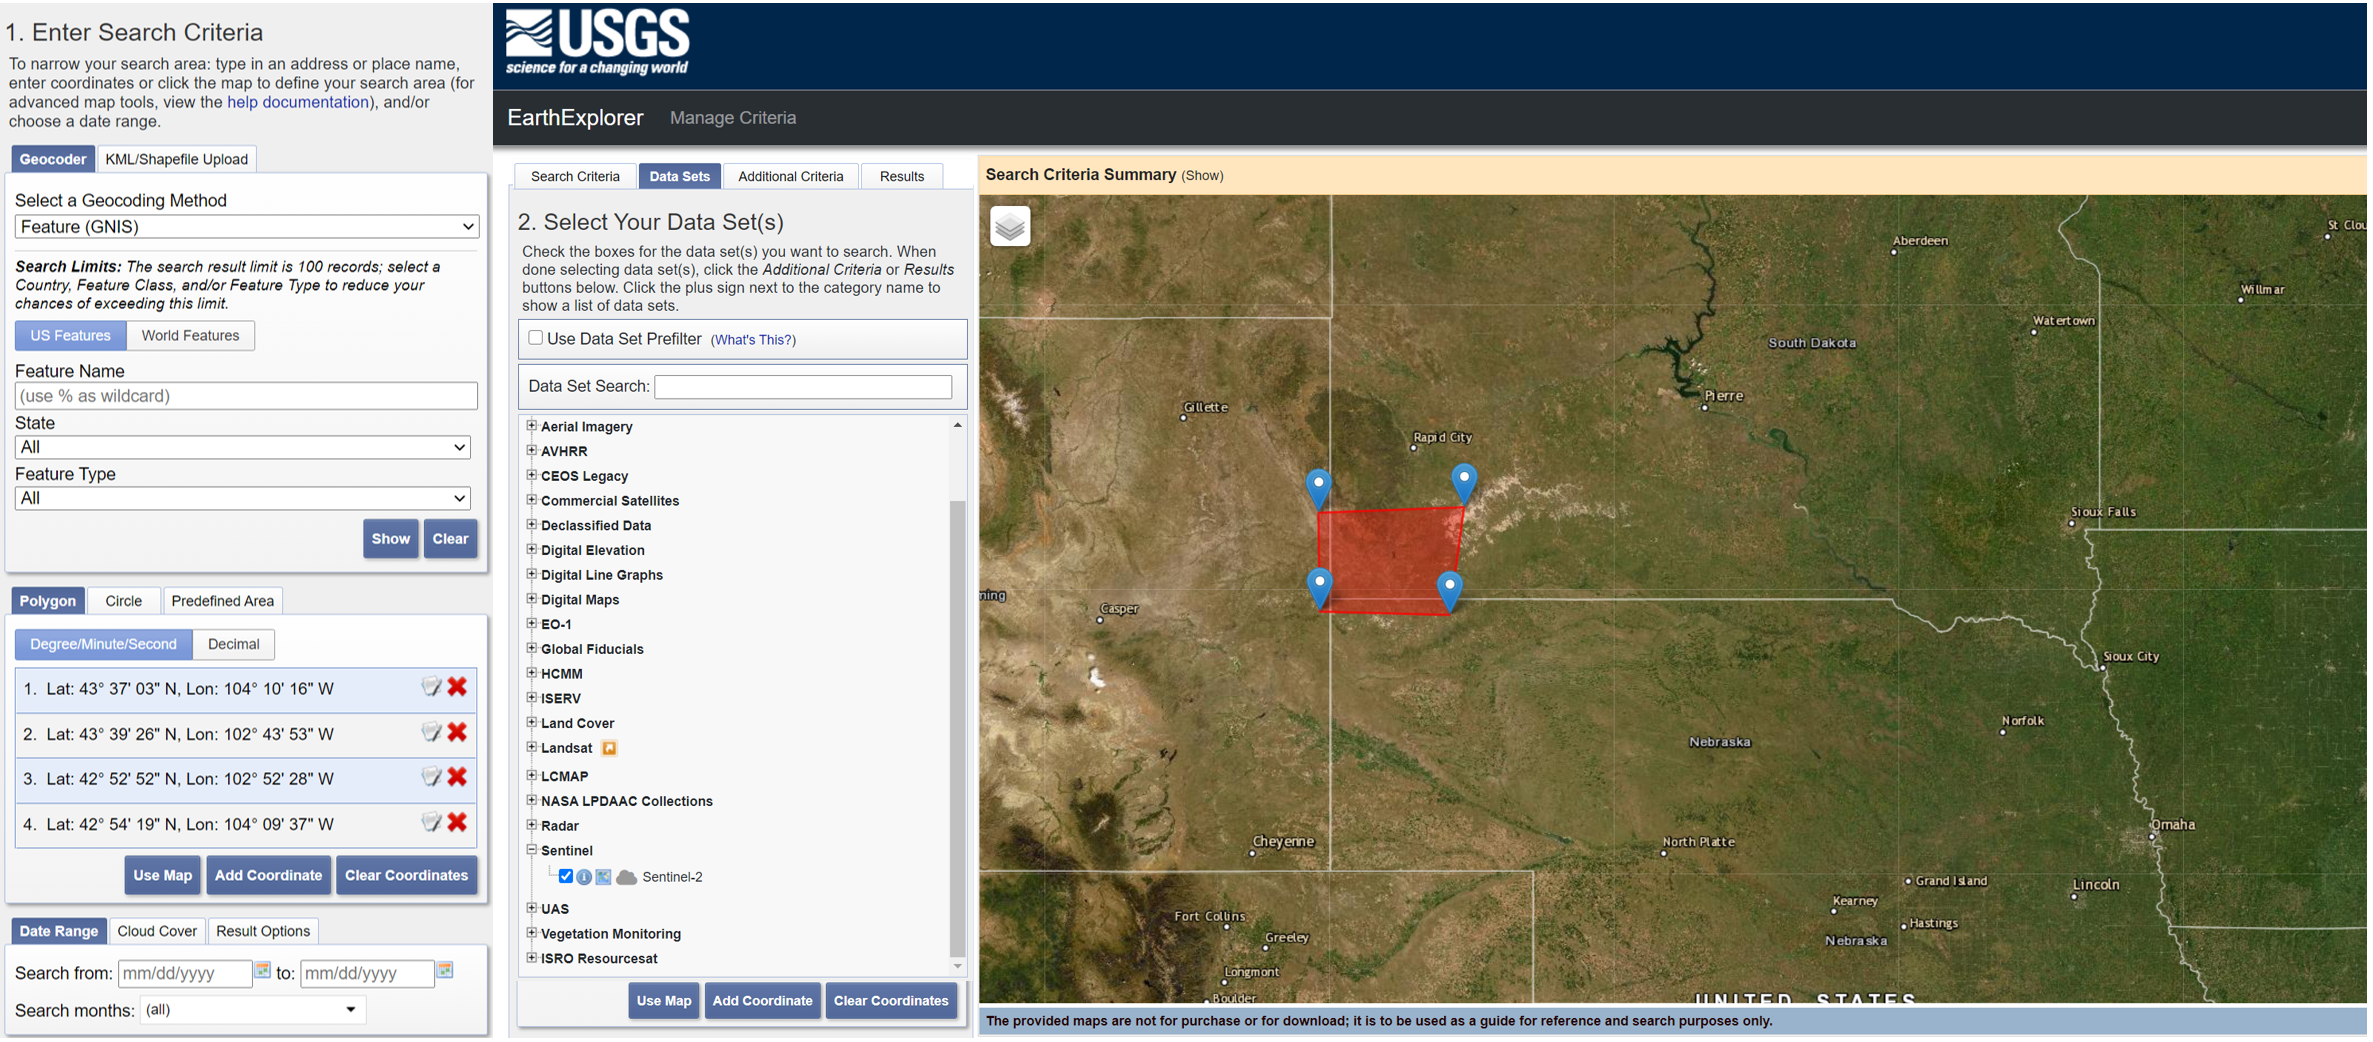 1. Enter Search Criteria
To narrow your search area: type in an address or place name,
enter coordinates or click the map to define your search area (for
advanced map tools, view the help documentation), and/or
choose a date range.
Geocoder
KML/Shapefile Upload
Select a Geocoding Method
Feature (GNIS)
Search Limits: The search result limit is 100 records; select a
Country, Feature Class, and/or Feature Type to reduce your
chances of exceeding this limit.
US Features
World Features
Feature Name
(use % as wildcard)
State
All
Feature Type
All
Show
Clear
Polygon
Circle
Predefined Area
Degree/Minute/Second
Decimal
1. Lat: 43° 37' 03" N, Lon: 104° 10' 16" W
2. Lat: 43° 39' 26" N, Lon: 102° 43' 53" W
3. Lat: 42° 52' 52" N, Lon: 102° 52' 28" W
4. Lat: 42° 54' 19" N, Lon: 104° 09' 37" W
Use Map
Add Coordinate
Clear Coordinates
Date Range
Cloud Cover
Result Options
Search from: mm/dd/yyyy to: mm/dd/yyyy
Search months: (all)
USGS
science for a changing world
EarthExplorer
Manage Criteria
Search Criteria
Data Sets
Additional Criteria
Results
2. Select Your Data Set(s)
Check the boxes for the data set(s) you want to search. When
done selecting data set(s), click the Additional Criteria or Results
buttons below. Click the plus sign next to the category name to
show a list of data sets.
Use Data Set Prefilter (What's This?)
Data Set Search:
Aerial Imagery
AVHRR
CEOS Legacy
Commercial Satellites
Declassified Data
Digital Elevation
Digital Line Graphs
Digital Maps
EO-1
Global Fiducials
HCMM
ISERV
Land Cover
Landsat
LCMAP
NASA LPDAAC Collections
Radar
Sentinel
Sentinel-2
UAS
Vegetation Monitoring
ISRO Resourcesat
Use Map
Add Coordinate
Clear Coordinates
Search Criteria Summary (Show)
St Clou
Aberdeen
Willmar
Watertown
South Dakota
Pierre
Gillette
Rapid City
Sioux Falls
ning
Casper
Sioux City
Norfolk
Nebraska
Omaha
Cheyenne
North Platte
Grand Island
Lincoln
Kearney
Fort Collins
Hastings
Greeley
Nebraska
Longmont
Boulder
UNITED STATES
The provided maps are not for purchase or for download; it is to be used as a guide for reference and search purposes only.